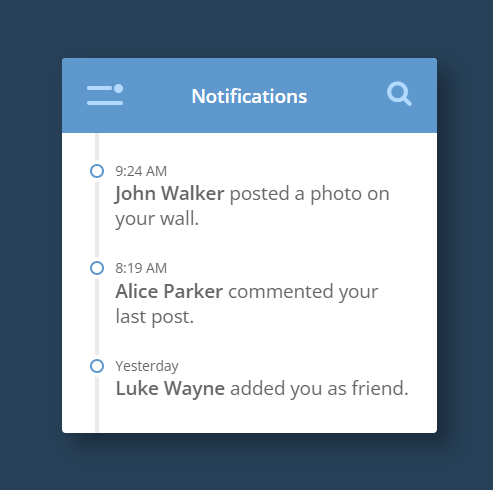 Notifications
9:24 AM
John Walker posted a photo on
your wall.
8:19 AM
Alice Parker commented your
last post.
Yesterday
Luke Wayne added you as friend.